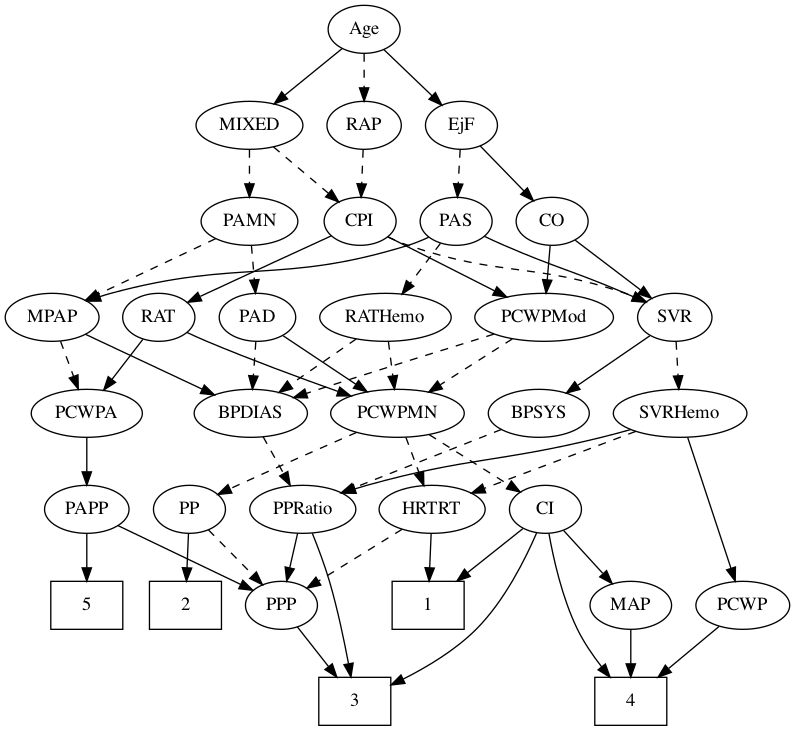 Age
MIXED
RAP
EjF
PAMN
CPI
PAS
CO
MPAP
RAT
PAD
RATHemo
PCWPMod
SVR
PCWPA
BPDIAS
PCWPMN
BPSYS
SVRHemo
PAPP
PP
PPRatio
HRTRT
CI
5
2
PPP
1
MAP
PCWP
3
4